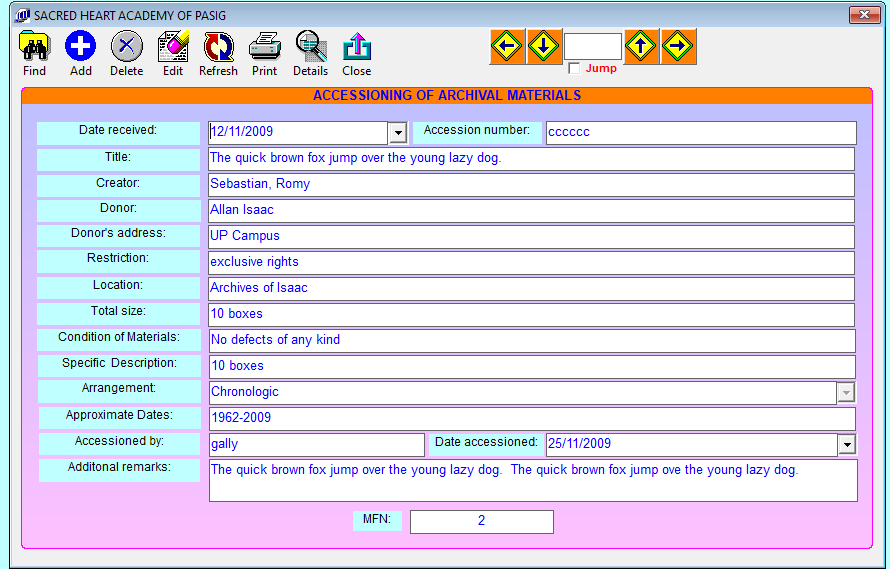 SACRED HEART ACADEMY OF PASIG
Find Add Delete Edit Refresh Print Details Close
Jump
ACCESSIONING OF ARCHIVAL MATERIALS
Date received: 12/11/2009 Accession number: cccccc
Title: The quick brown fox jump over the young lazy dog.
Creator: Sebastian, Romy
Donor: Allan Isaac
Donor's address: UP Campus
Restriction: exclusive rights
Location: Archives of Isaac
Total size: 10 boxes
Condition of Materials: No defects of any kind
Specific Description: 10 boxes
Arrangement: Chronologic
Approximate Dates: 1962-2009
Accessioned by: gally Date accessioned: 25/11/2009
Additonal remarks: The quick brown fox jump over the young lazy dog. The quick brown fox jump ove the young lazy dog.
MFN: 2